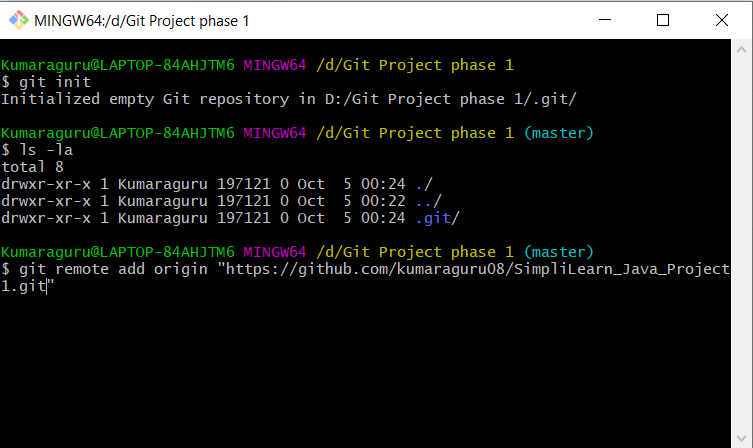 MINGW64:/d/Git Project phase 1
Kumaraguru@LAPTOP-84AHJTM6 MINGW64 /d/Git Project phase 1
$ git init
Initialized empty Git repository in D:/Git Project phase 1/.git/
Kumaraguru@LAPTOP-84AHJTM6 MINGW64 /d/Git Project phase 1 (master)
$ ls -la
total 8
drwxr-xr-x 1 Kumaraguru 197121 0 Oct  5 00:24 ./
drwxr-xr-x 1 Kumaraguru 197121 0 Oct  5 00:22 ../
drwxr-xr-x 1 Kumaraguru 197121 0 Oct  5 00:24 .git/
Kumaraguru@LAPTOP-84AHJTM6 MINGW64 /d/Git Project phase 1 (master)
$ git remote add origin "https://github.com/kumaraguru08/SimpliLearn_Java_Project
1.git"